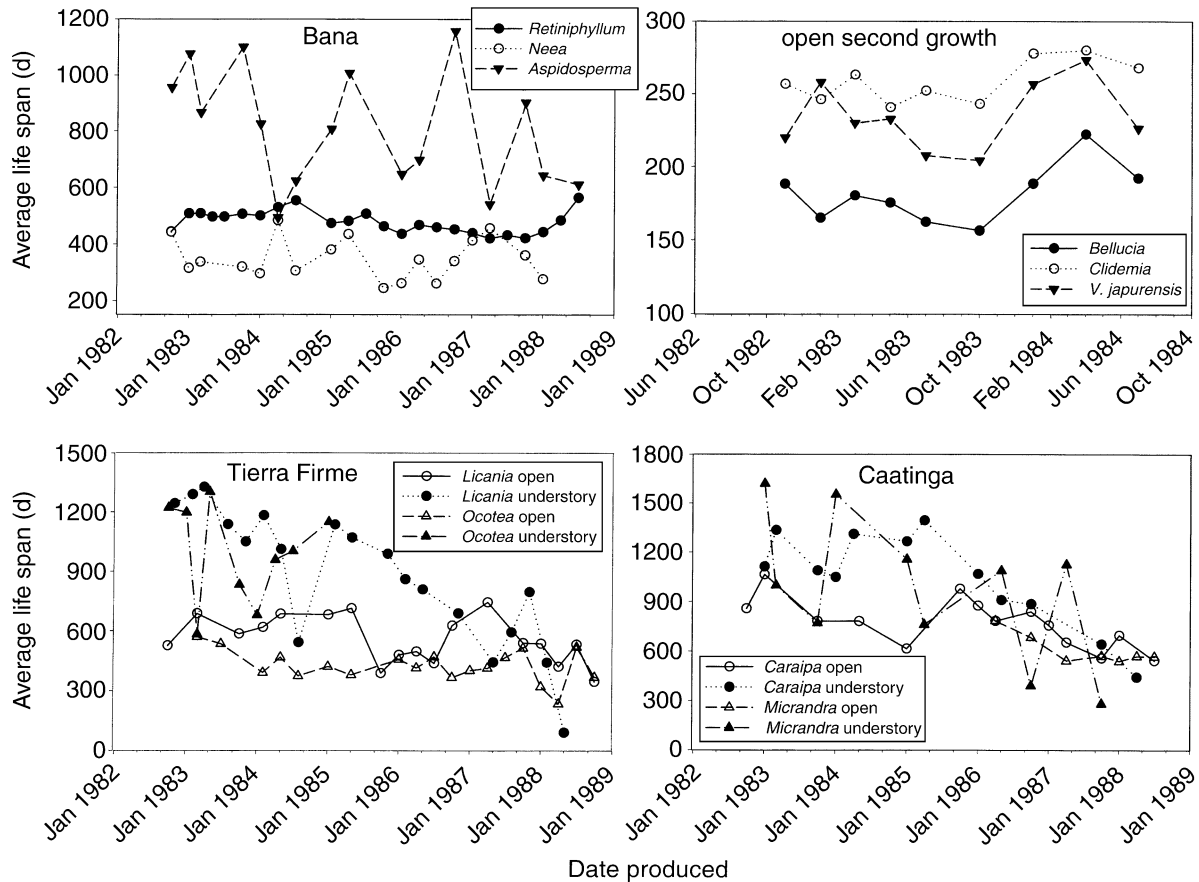 Bana
Retiniphyllum
Neea
Aspidosperma
1200
1000
800
600
400
200
Average life span (d)
Jan 1982
Jan 1983
Jan 1984
Jan 1985
Jan 1986
Jan 1987
Jan 1988
Jan 1989
open second growth
300
250
200
150
100
Bellucia
Clidemia
V. japurensis
Jun 1982
Oct 1982
Feb 1983
Jun 1983
Oct 1983
Feb 1984
Jun 1984
Oct 1984
Tierra Firme
Licania open
Licania understory
Ocotea open
Ocotea understory
1500
1200
900
600
300
0
Average life span (d)
Jan 1982
Jan 1983
Jan 1984
Jan 1985
Jan 1986
Jan 1987
Jan 1988
Jan 1989
Caatinga
1800
1500
1200
900
600
300
0
Caraipa open
Caraipa understory
Micrandra open
Micrandra understory
Jan 1982
Jan 1983
Jan 1984
Jan 1985
Jan 1986
Jan 1987
Jan 1988
Jan 1989
Date produced